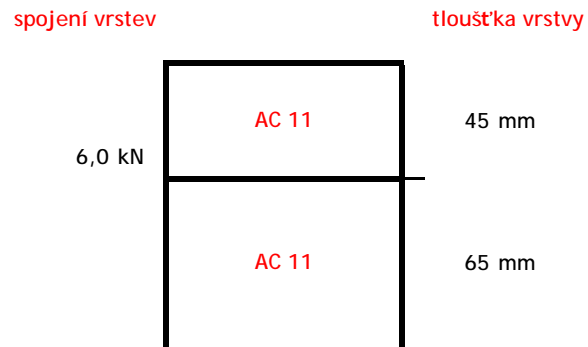 spojení vrstev
tloušťka vrstvy
AC 11
45 mm
6,0 kN
AC 11
65 mm